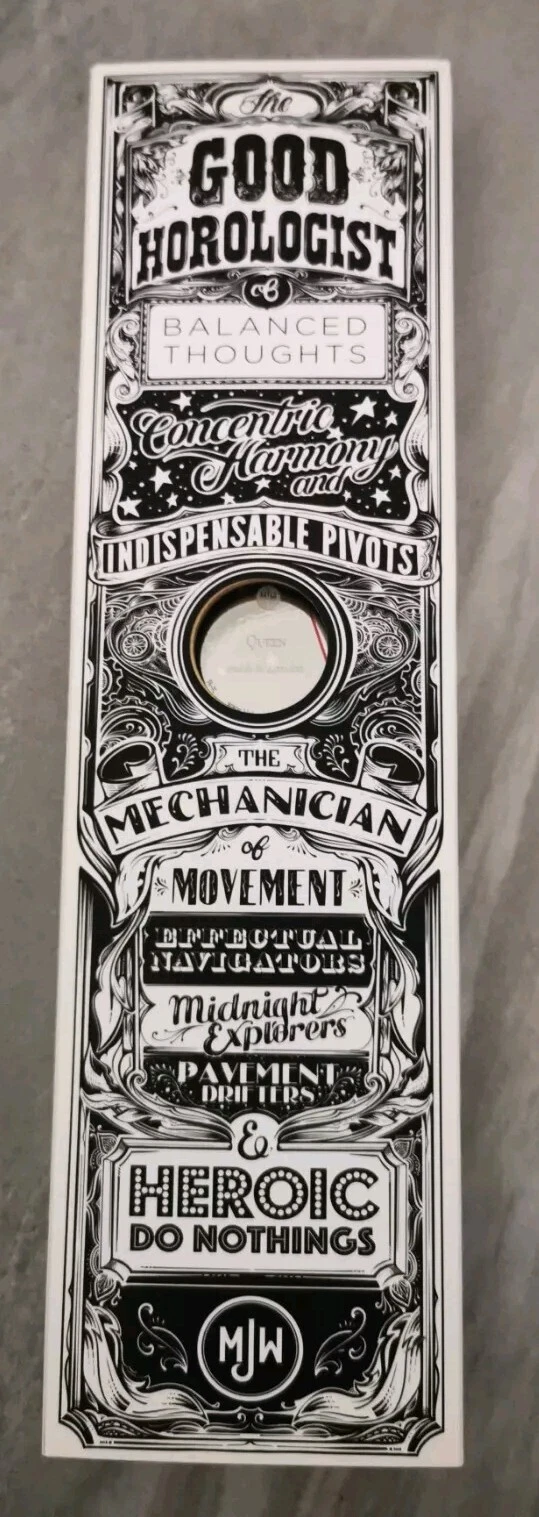 The
GOOD
HOROLOGIST
of
BALANCED
THOUGHTS
Concentric
Harmony
and
INDISPENSABLE PIVOTS
QUEEN
THE
MECHANICIAN
of
MOVEMENT
EFFECTUAL
NAVIGATORS
Midnight
Explorers
PAVEMENT
DRIFTERS
&
HEROIC
DO NOTHINGS
MJW